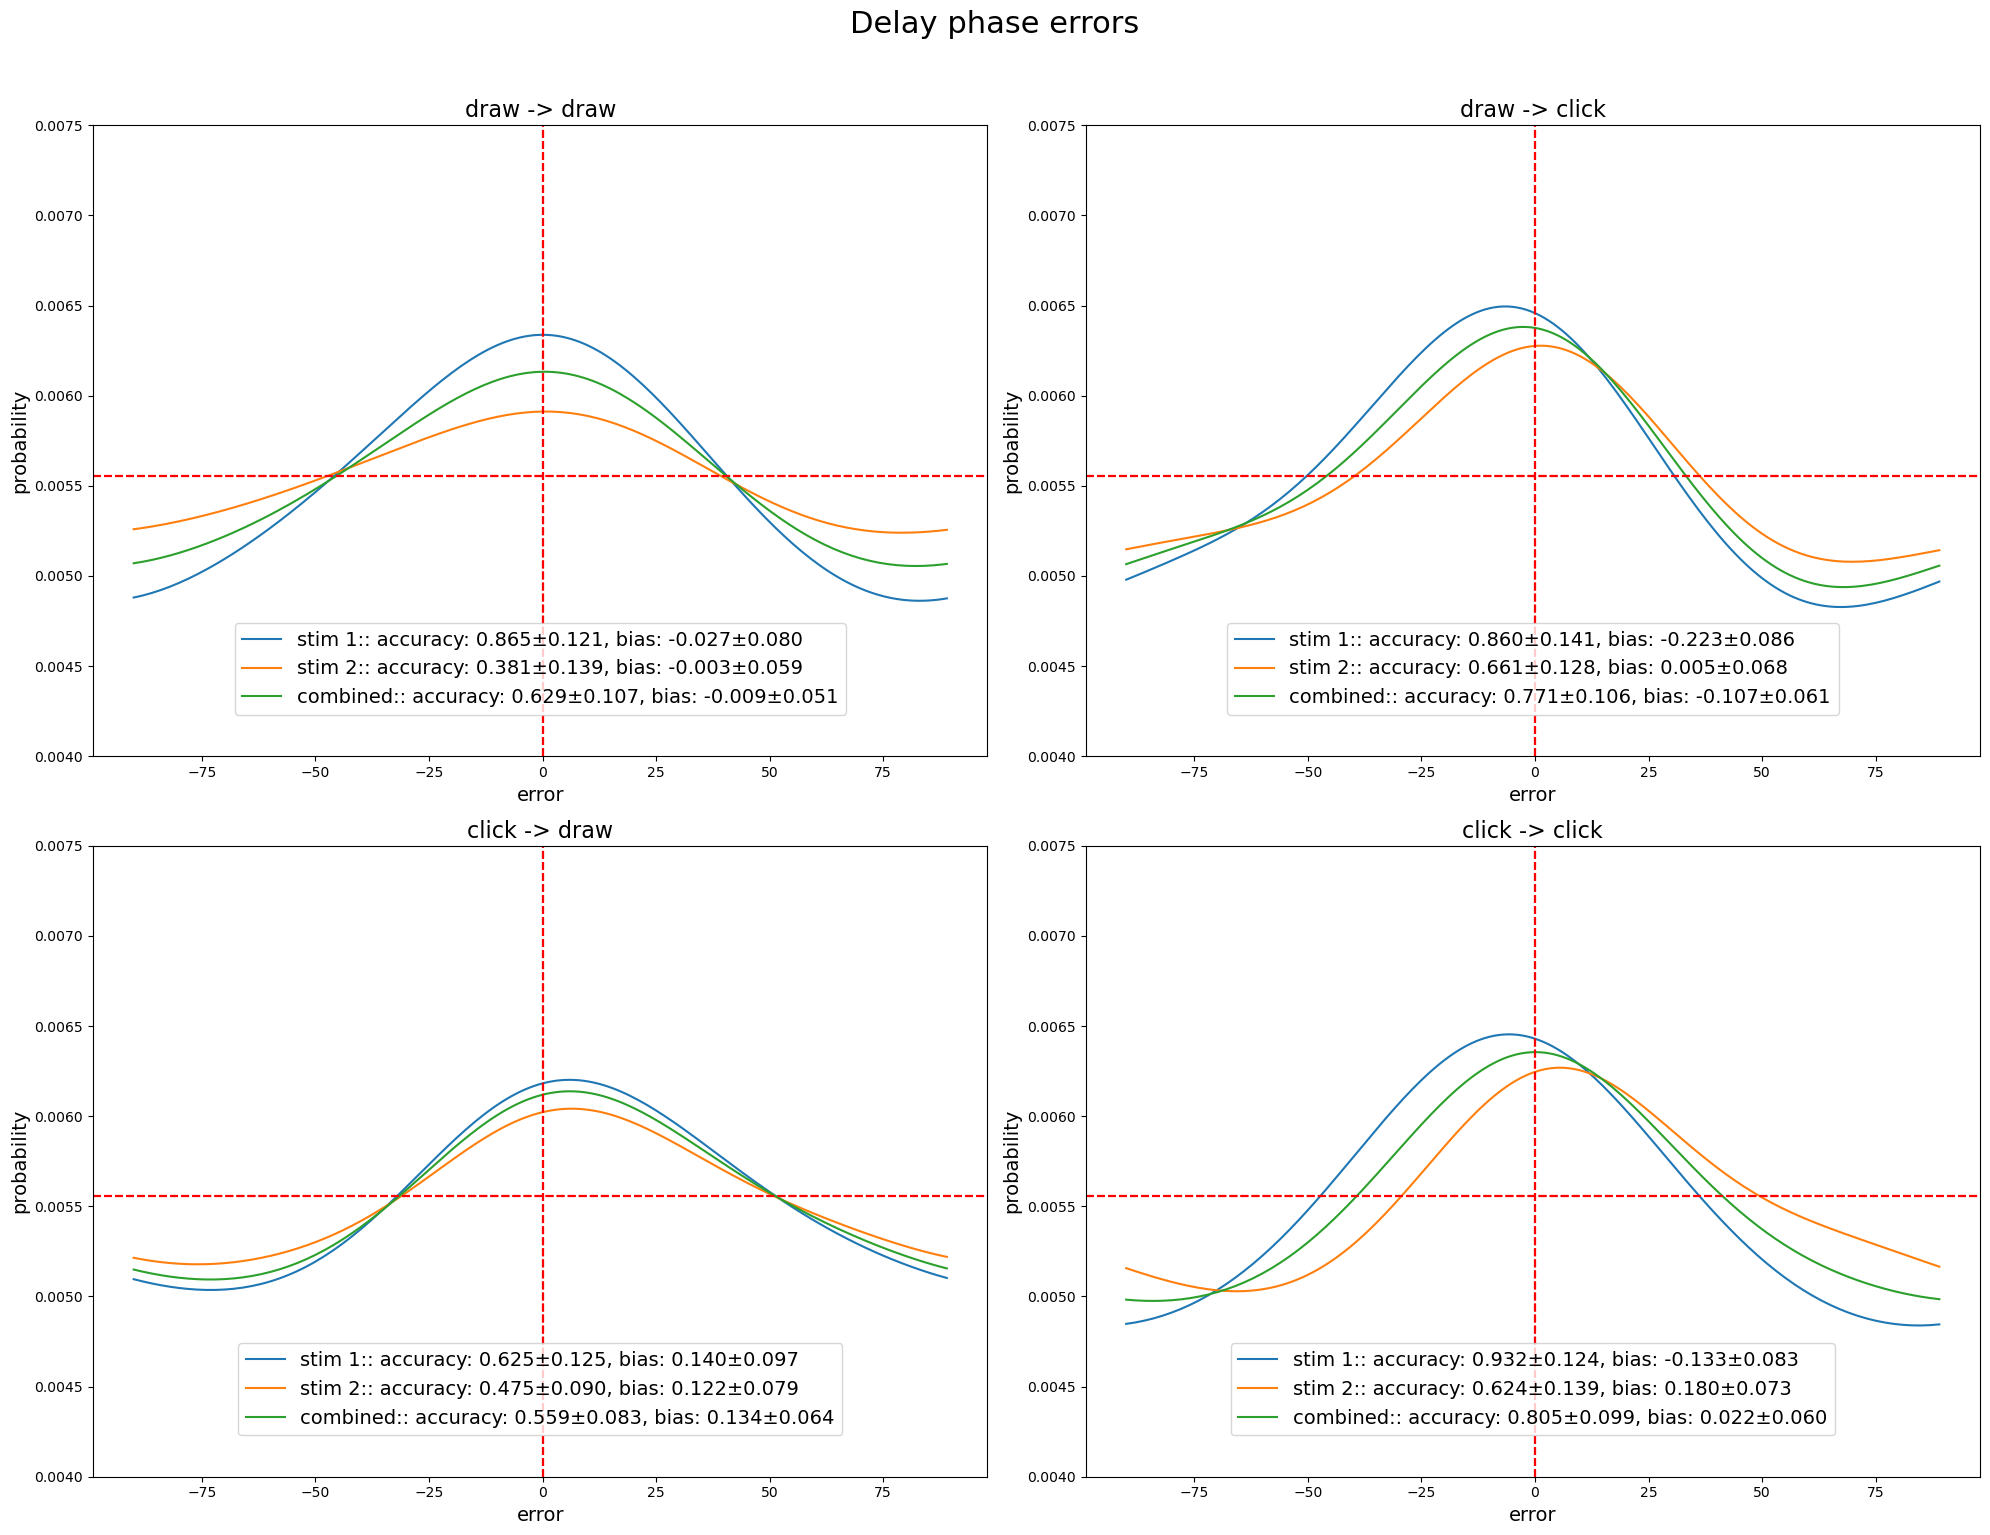 Delay phase errors
draw -> draw
0.0075
0.0070
0.0065
0.0060
0.0055
0.0050
0.0045
0.0040
probability
stim 1:: accuracy: 0.865±0.121, bias: -0.027±0.080
stim 2:: accuracy: 0.381±0.139, bias: -0.003±0.059
combined:: accuracy: 0.629±0.107, bias: -0.009±0.051
−75 −50 −25 0 25 50 75
error
draw -> click
0.0075
0.0070
0.0065
0.0060
0.0055
0.0050
0.0045
0.0040
probability
stim 1:: accuracy: 0.860±0.141, bias: -0.223±0.086
stim 2:: accuracy: 0.661±0.128, bias: 0.005±0.068
combined:: accuracy: 0.771±0.106, bias: -0.107±0.061
−75 −50 −25 0 25 50 75
error
click -> draw
0.0075
0.0070
0.0065
0.0060
0.0055
0.0050
0.0045
0.0040
probability
stim 1:: accuracy: 0.625±0.125, bias: 0.140±0.097
stim 2:: accuracy: 0.475±0.090, bias: 0.122±0.079
combined:: accuracy: 0.559±0.083, bias: 0.134±0.064
−75 −50 −25 0 25 50 75
error
click -> click
0.0075
0.0070
0.0065
0.0060
0.0055
0.0050
0.0045
0.0040
probability
stim 1:: accuracy: 0.932±0.124, bias: -0.133±0.083
stim 2:: accuracy: 0.624±0.139, bias: 0.180±0.073
combined:: accuracy: 0.805±0.099, bias: 0.022±0.060
−75 −50 −25 0 25 50 75
error